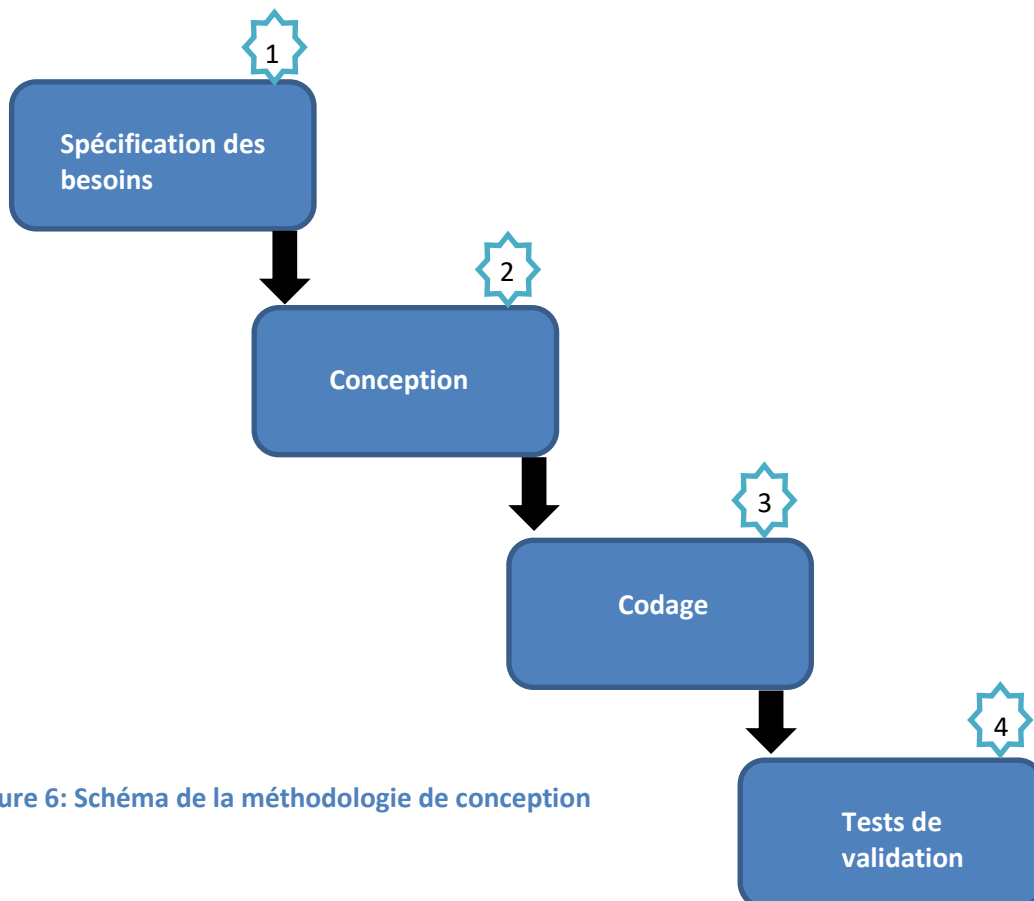 1
Spécification des
besoins
2
Conception
3
Codage
4
ure 6: Schéma de la méthodologie de conception
Tests de
validation